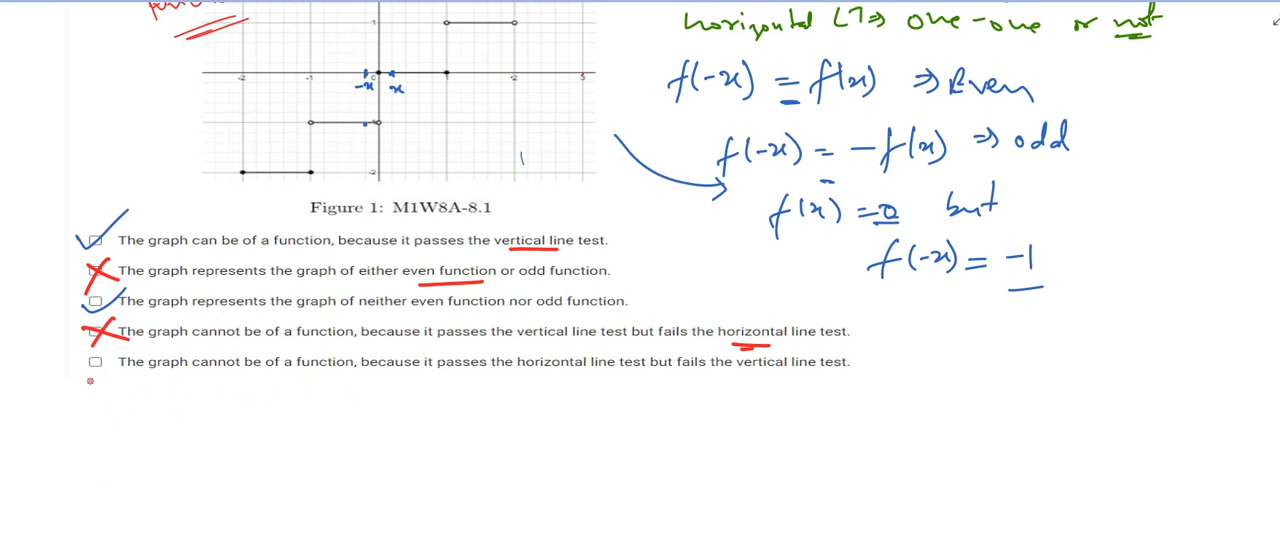 horizontal LT ⇒ one-one or not
1
-2 -1 0 2 3
-x x
-2
f(-x) = f(x) ⇒ Even
f(-x) = -f(x) ⇒ odd
f(x) = 0 but
f(-x) = -1
Figure 1: M1W8A-8.1
The graph can be of a function, because it passes the vertical line test.
The graph represents the graph of either even function or odd function.
The graph represents the graph of neither even function nor odd function.
The graph cannot be of a function, because it passes the vertical line test but fails the horizontal line test.
The graph cannot be of a function, because it passes the horizontal line test but fails the vertical line test.